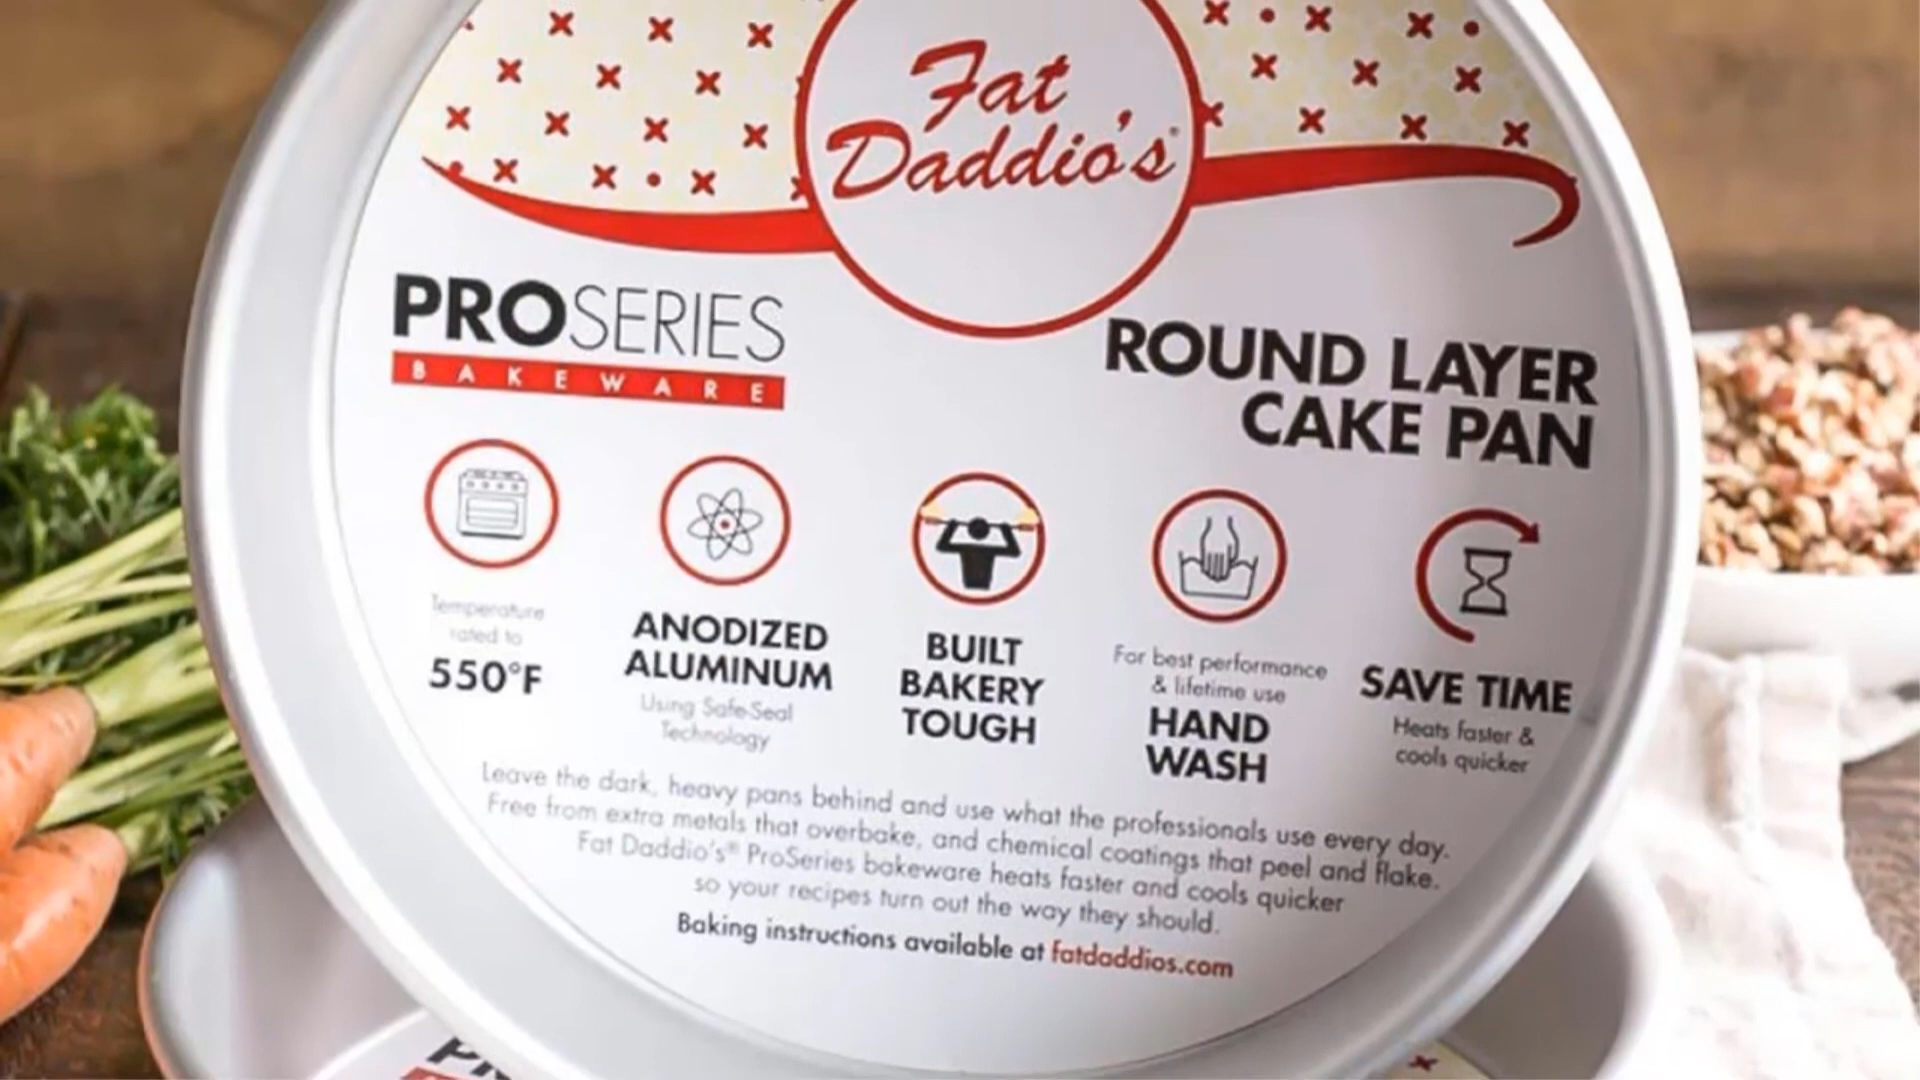 Fat
Daddio's®
PROSERIES
BAKEWARE
ROUND LAYER
CAKE PAN
Temperature
rated to
550°F
ANODIZED
ALUMINUM
Using Safe-Seal
Technology
BUILT
BAKERY
TOUGH
For best performance
& lifetime use
HAND
WASH
SAVE TIME
Heats faster &
cools quicker
Leave the dark, heavy pans behind and use what the professionals use every day.
Free from extra metals that overbake, and chemical coatings that peel and flake.
Fat Daddio's® ProSeries bakeware heats faster and cools quicker
so your recipes turn out the way they should.
Baking instructions available at fatdaddios.com